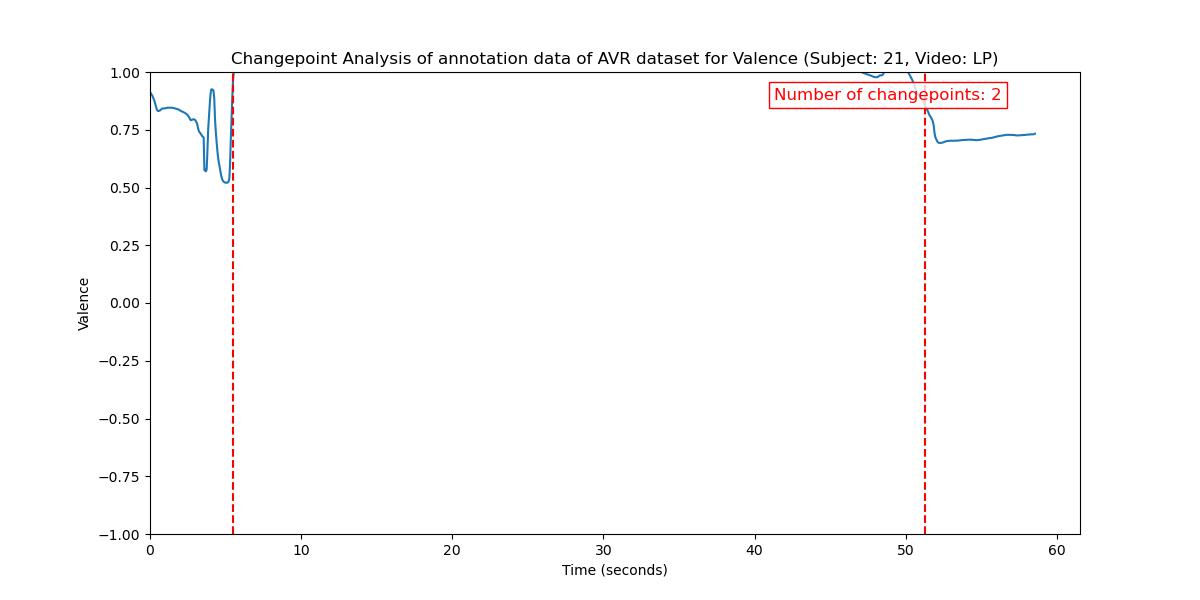 Changepoint Analysis of annotation data of AVR dataset for Valence (Subject: 21, Video: LP)
Number of changepoints: 2
Valence
1.00
0.75
0.50
0.25
0.00
−0.25
−0.50
−0.75
−1.00
0 10 20 30 40 50 60
Time (seconds)